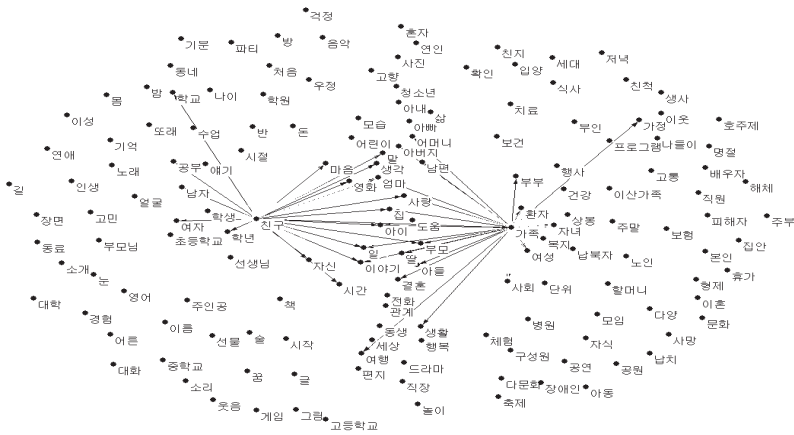 걱정
혼자
기분
파티
방
음악
연인
친지
저녁
사진
세대
동네
처음
고향
확인
입양
나이
우정
청소년
식사
친척
몸
밤
학교
학원
아내
치료
생사
이성
또래
수업
반
돈
모습
아빠
삶
부인
가정
이웃
호주제
기억
어린이
어머니
보건
프로그램
나들이
명절
연애
시절
말
아버지
노래
공부
얘기
마음
생각
남편
행사
고통
배우자
길
인생
남자
영화
엄마
부부
건강
이산가족
해체
얼굴
사랑
직원
장면
고민
학생
집
환자
상봉
주말
피해자
주부
여자
친구
아이
도움
가족
자녀
동료
부모님
초등학교
학년
일
부모
복지
보험
집안
여성
납북자
본인
소개
선생님
자신
이야기
딸
아들
노인
눈
시간
결혼
사회
단위
할머니
형제
휴가
대학
영어
주인공
책
전화
이혼
경험
관계
다양
문화
이름
동생
생활
병원
모임
어른
선물
술
시작
세상
행복
체험
자식
사망
여행
구성원
납치
대화
중학교
꿈
글
편지
드라마
공연
공원
소리
직장
다문화
장애인
아동
웃음
게임
그림
놀이
축제
고등학교